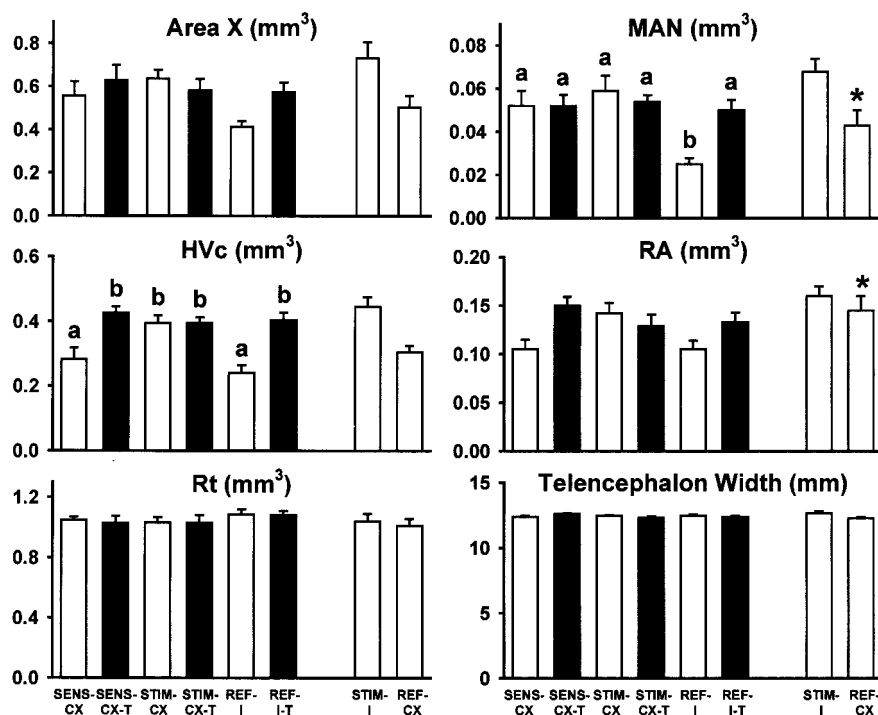 Area X (mm³)
0.8
0.6
0.4
0.2
0.0
MAN (mm³)
0.08
0.06
0.04
0.02
0.00
a
a
a
a
b
a
*
HVc (mm³)
0.6
0.4
0.2
0.0
a
b
b
b
a
b
RA (mm³)
0.20
0.15
0.10
0.05
0.00
*
Rt (mm³)
1.2
0.9
0.6
0.3
0.0
SENS-CX
SENS-CX-T
STIM-CX
STIM-CX-T
REF-I
REF-I-T
STIM-I
REF-CX
Telencephalon Width (mm)
15
10
5
0
SENS-CX
SENS-CX-T
STIM-CX
STIM-CX-T
REF-I
REF-I-T
STIM-I
REF-CX